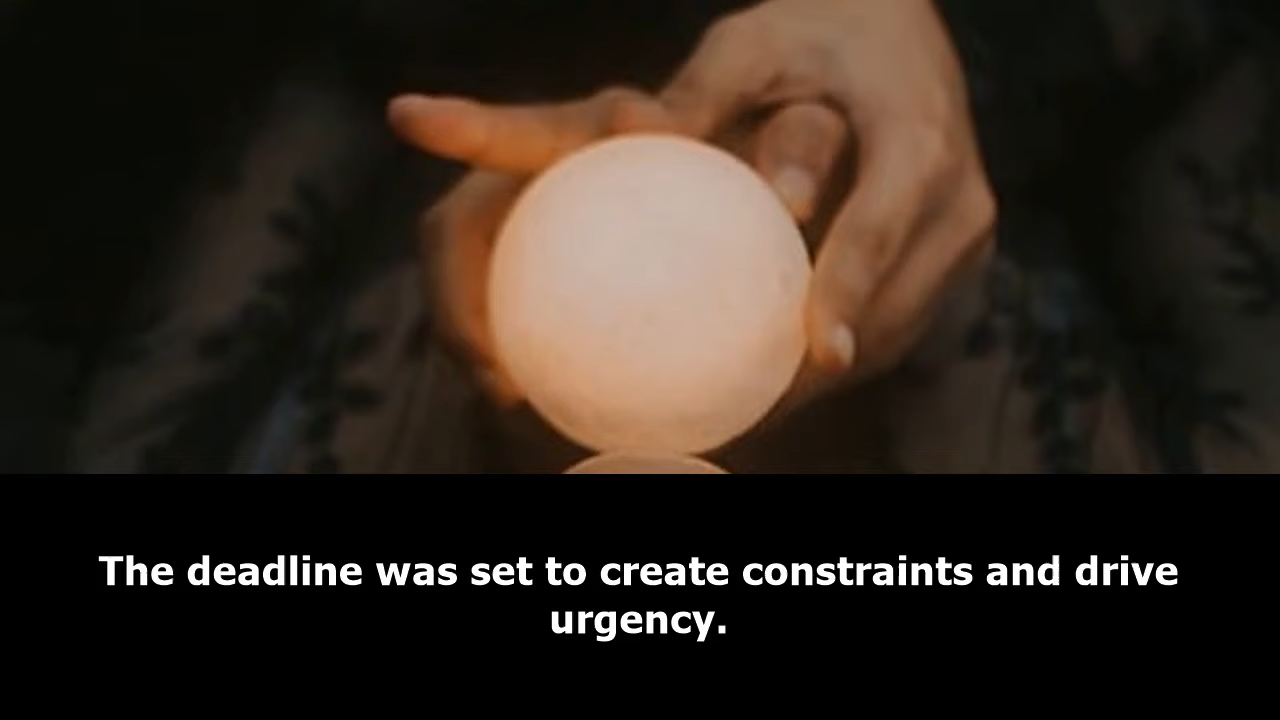 The deadline was set to create constraints and drive
urgency.